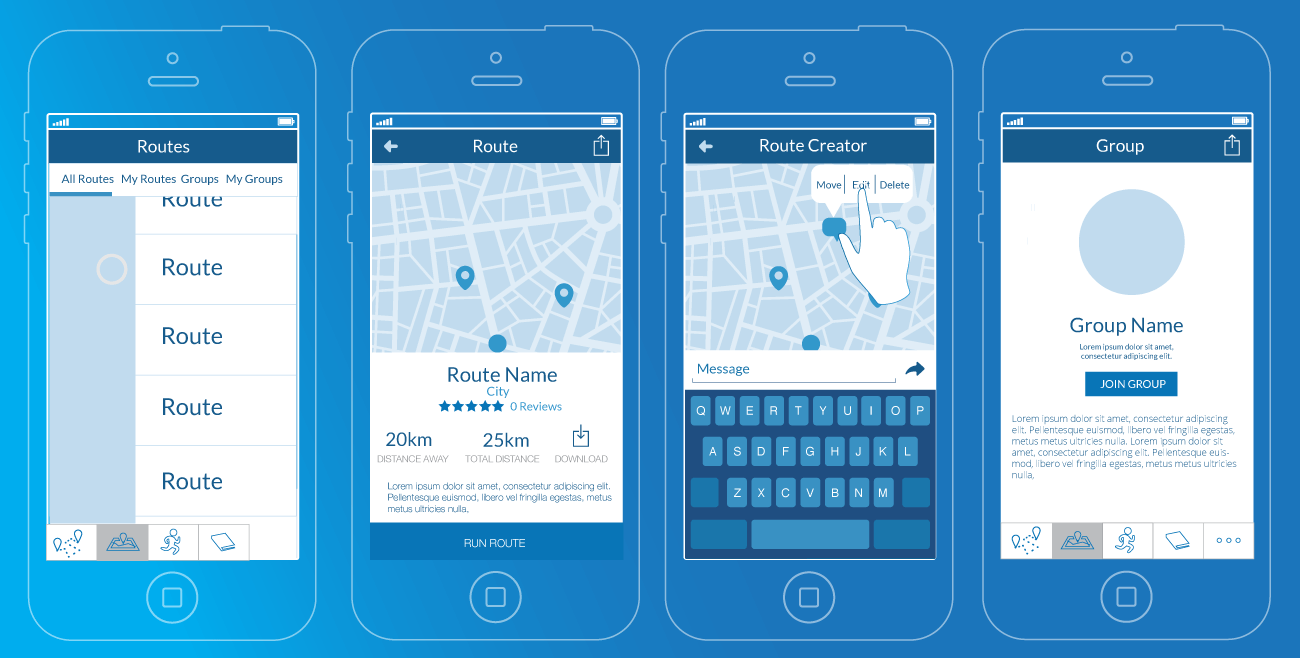 Routes
All Routes My Routes Groups My Groups
Route
Route
Route
Route
Route
Route
Route Name
City
0 Reviews
20km 25km
DISTANCE AWAY TOTAL DISTANCE DOWNLOAD
Lorem ipsum dolor sit amet, consectetur adipiscing elit.
Pellentesque euismod, libero vel fringilla egestas, metus
metus ultricies nulla,
RUN ROUTE
Route Creator
Move Edit Delete
Message
Q W E R T Y U I O P
A S D F G H J K L
Z X C V B N M
Group
Group Name
Lorem ipsum dolor sit amet,
consectetur adipiscing elit.
JOIN GROUP
Lorem ipsum dolor sit amet, consectetur adipiscing
elit. Pellentesque euismod, libero vel fringilla egestas,
metus metus ultricies nulla. Lorem ipsum dolor sit
amet, consectetur adipiscing elit. Pellentesque euis-
mod, libero vel fringilla egestas, metus metus ultricies
nulla,